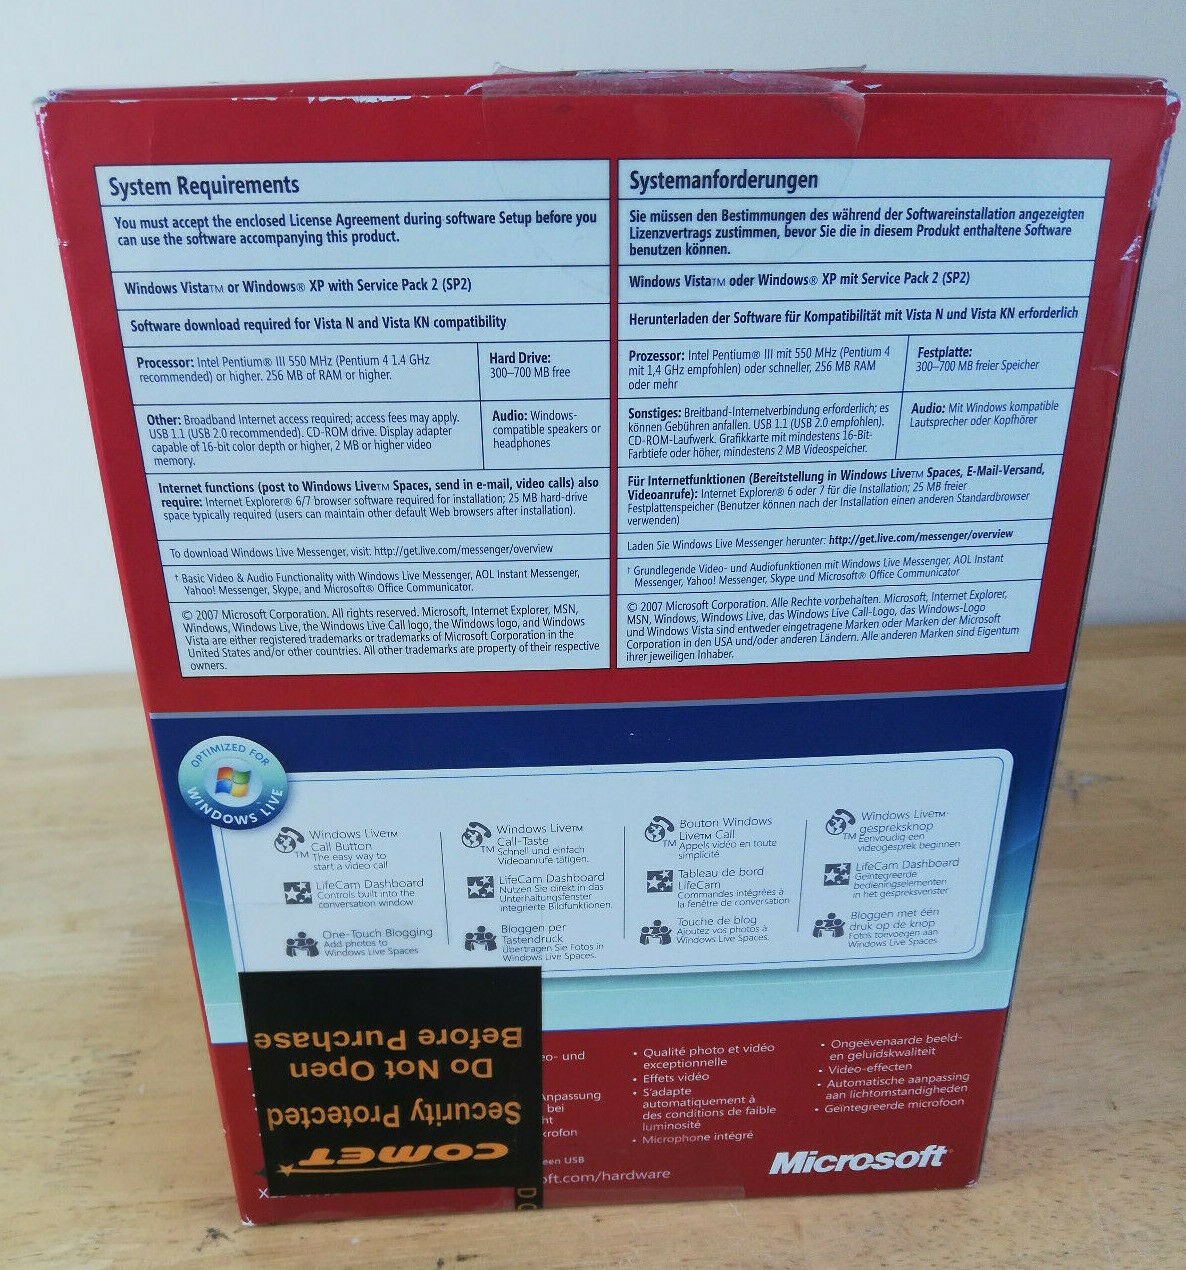 System Requirements
You must accept the enclosed License Agreement during software Setup before you
can use the software accompanying this product.
Windows Vista™ or Windows® XP with Service Pack 2 (SP2)
Software download required for Vista N and Vista KN compatibility
Processor: Intel Pentium® III 550 MHz (Pentium 4 1.4 GHz
recommended) or higher. 256 MB of RAM or higher.
Hard Drive:
300–700 MB free
Other: Broadband Internet access required; access fees may apply.
USB 1.1 (USB 2.0 recommended). CD-ROM drive. Display adapter
capable of 16-bit color depth or higher, 2 MB or higher video
memory.
Audio: Windows-
compatible speakers or
headphones
Internet functions (post to Windows Live™ Spaces, send in e-mail, video calls) also
require: Internet Explorer® 6/7 browser software required for installation; 25 MB hard-drive
space typically required (users can maintain other default Web browsers after installation).
To download Windows Live Messenger, visit: http://get.live.com/messenger/overview
† Basic Video & Audio Functionality with Windows Live Messenger, AOL Instant Messenger,
Yahoo! Messenger, Skype, and Microsoft® Office Communicator.
© 2007 Microsoft Corporation. All rights reserved. Microsoft, Internet Explorer, MSN,
Windows, Windows Live, the Windows Live Call logo, the Windows logo, and Windows
Vista are either registered trademarks or trademarks of Microsoft Corporation in the
United States and/or other countries. All other trademarks are property of their respective
owners.
Systemanforderungen
Sie müssen den Bestimmungen des während der Softwareinstallation angezeigten
Lizenzvertrags zustimmen, bevor Sie die in diesem Produkt enthaltene Software
benutzen können.
Windows Vista™ oder Windows® XP mit Service Pack 2 (SP2)
Herunterladen der Software für Kompatibilität mit Vista N und Vista KN erforderlich
Prozessor: Intel Pentium® III mit 550 MHz (Pentium 4
mit 1,4 GHz empfohlen) oder schneller, 256 MB RAM
oder mehr
Festplatte:
300–700 MB freier Speicher
Sonstiges: Breitband-Internetverbindung erforderlich; es
können Gebühren anfallen. USB 1.1 (USB 2.0 empfohlen).
CD-ROM-Laufwerk. Grafikkarte mit mindestens 16-Bit-
Farbtiefe oder höher, mindestens 2 MB Videospeicher.
Audio: Mit Windows kompatible
Lautsprecher oder Kopfhörer
Für Internetfunktionen (Bereitstellung in Windows Live™ Spaces, E-Mail-Versand,
Videoanrufe): Internet Explorer® 6 oder 7 für die Installation; 25 MB freier
Festplattenspeicher (Benutzer können nach der Installation einen anderen Standardbrowser
verwenden)
Laden Sie Windows Live Messenger herunter: http://get.live.com/messenger/overview
† Grundlegende Video- und Audiofunktionen mit Windows Live Messenger, AOL Instant
Messenger, Yahoo! Messenger, Skype und Microsoft® Office Communicator
© 2007 Microsoft Corporation. Alle Rechte vorbehalten. Microsoft, Internet Explorer,
MSN, Windows, Windows Live, das Windows Live Call-Logo, das Windows-Logo
und Windows Vista sind entweder eingetragene Marken oder Marken der Microsoft
Corporation in den USA und/oder anderen Ländern. Alle anderen Marken sind Eigentum
ihrer jeweiligen Inhaber.
OPTIMIZED FOR
WINDOWS LIVE
Windows Live™
Call Button
TM The easy way to
start a video call
LifeCam Dashboard
Controls built into the
conversation window
One-Touch Blogging
Add photos to
Windows Live Spaces
Windows Live™
Call-Taste
TM Schnell und einfach
Videoanrufe tätigen.
LifeCam Dashboard
Nutzen Sie direkt in das
Unterhaltungsfenster
integrierte Bildfunktionen.
Bloggen per
Tastendruck
Übertragen Sie Fotos in
Windows Live Spaces.
Bouton Windows
Live™ Call
TM Appels vidéo en toute
simplicité
Tableau de bord
LifeCam
Commandes intégrées à
la fenêtre de conversation
Touche de blog
Ajoutez vos photos à
Windows Live Spaces.
Windows Live™
gespreksknop
TM Eenvoudig een
videogesprek beginnen
LifeCam Dashboard
Geïntegreerde
bedieningselementen
in het gespreksvenster
Bloggen met één
druk op de knop
Foto's toevoegen aan
Windows Live Spaces
COMET
Security Protected
Do Not Open
Before Purchase
eo- und
Anpassung
bei
ht
krofon
een USB
oft.com/hardware
• Qualité photo et vidéo
exceptionnelle
• Effets vidéo
• S'adapte
automatiquement à
des conditions de faible
luminosité
• Microphone intégré
• Ongeëvenaarde beeld-
en geluidskwaliteit
• Video-effecten
• Automatische aanpassing
aan lichtomstandigheden
• Geïntegreerde microfoon
Microsoft®